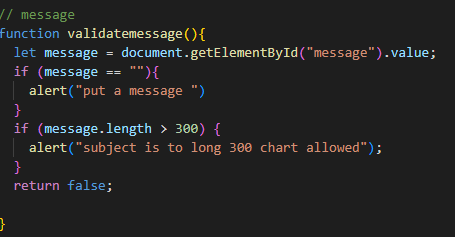 // message
function validatemessage(){
let message = document.getElementById("message").value;
if (message == ""){
alert("put a message ")
}
if (message.length > 300) {
alert("subject is to long 300 chart allowed");
}
return false;
}